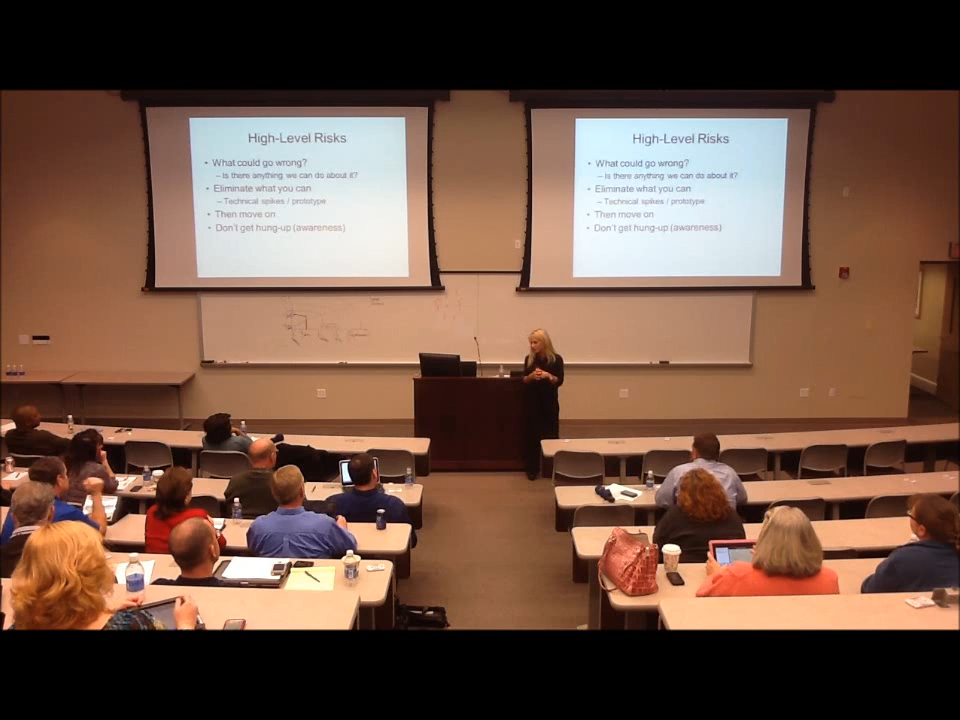 High-Level Risks
• What could go wrong?
– Is there anything we can do about it?
• Eliminate what you can
– Technical spikes / prototype
• Then move on
• Don't get hung-up (awareness)
High-Level Risks
• What could go wrong?
– Is there anything we can do about it?
• Eliminate what you can
– Technical spikes / prototype
• Then move on
• Don't get hung-up (awareness)